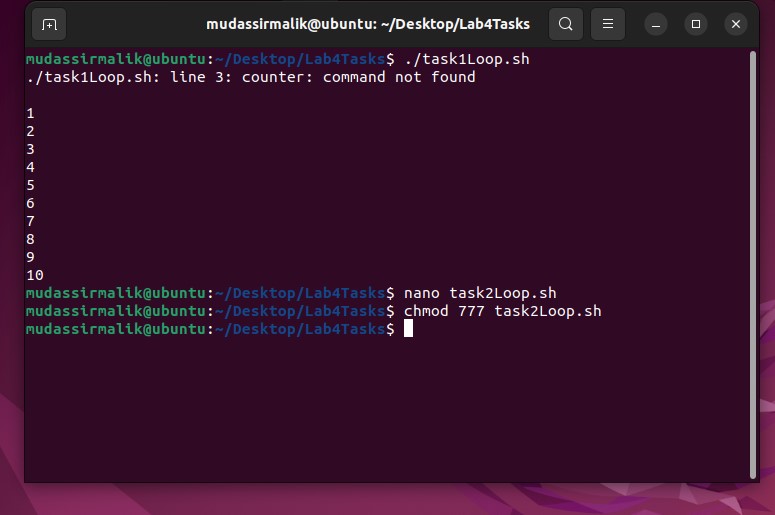 mudassirmalik@ubuntu: ~/Desktop/Lab4Tasks
mudassirmalik@ubuntu:~/Desktop/Lab4Tasks$ ./task1Loop.sh
./task1Loop.sh: line 3: counter: command not found
1
2
3
4
5
6
7
8
9
10
mudassirmalik@ubuntu:~/Desktop/Lab4Tasks$ nano task2Loop.sh
mudassirmalik@ubuntu:~/Desktop/Lab4Tasks$ chmod 777 task2Loop.sh
mudassirmalik@ubuntu:~/Desktop/Lab4Tasks$